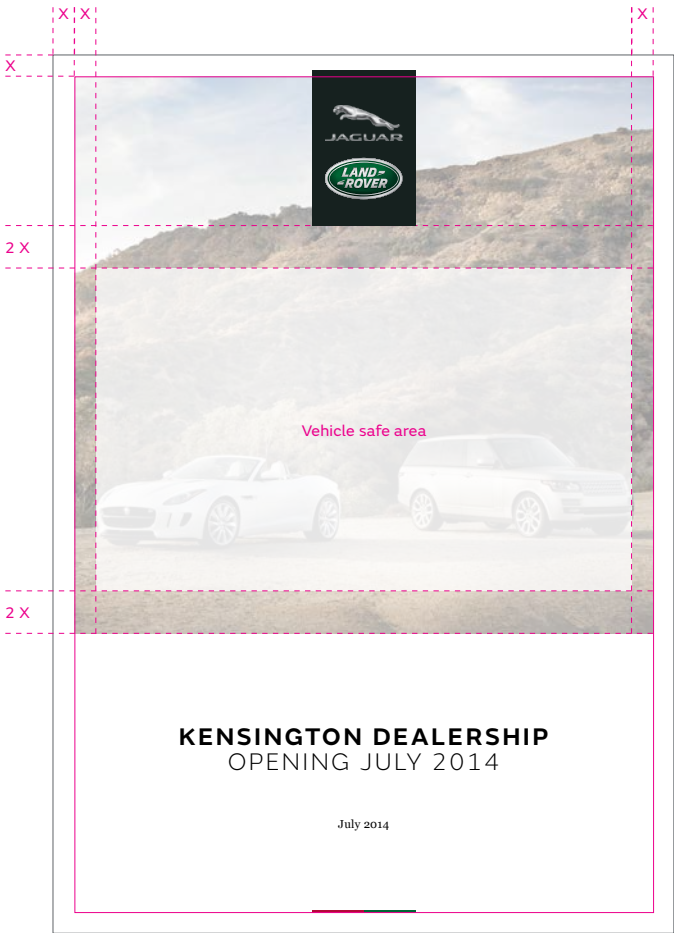 X X X
X
JAGUAR
LAND-
-ROVER
2 X
Vehicle safe area
2 X
KENSINGTON DEALERSHIP
OPENING JULY 2014
July 2014